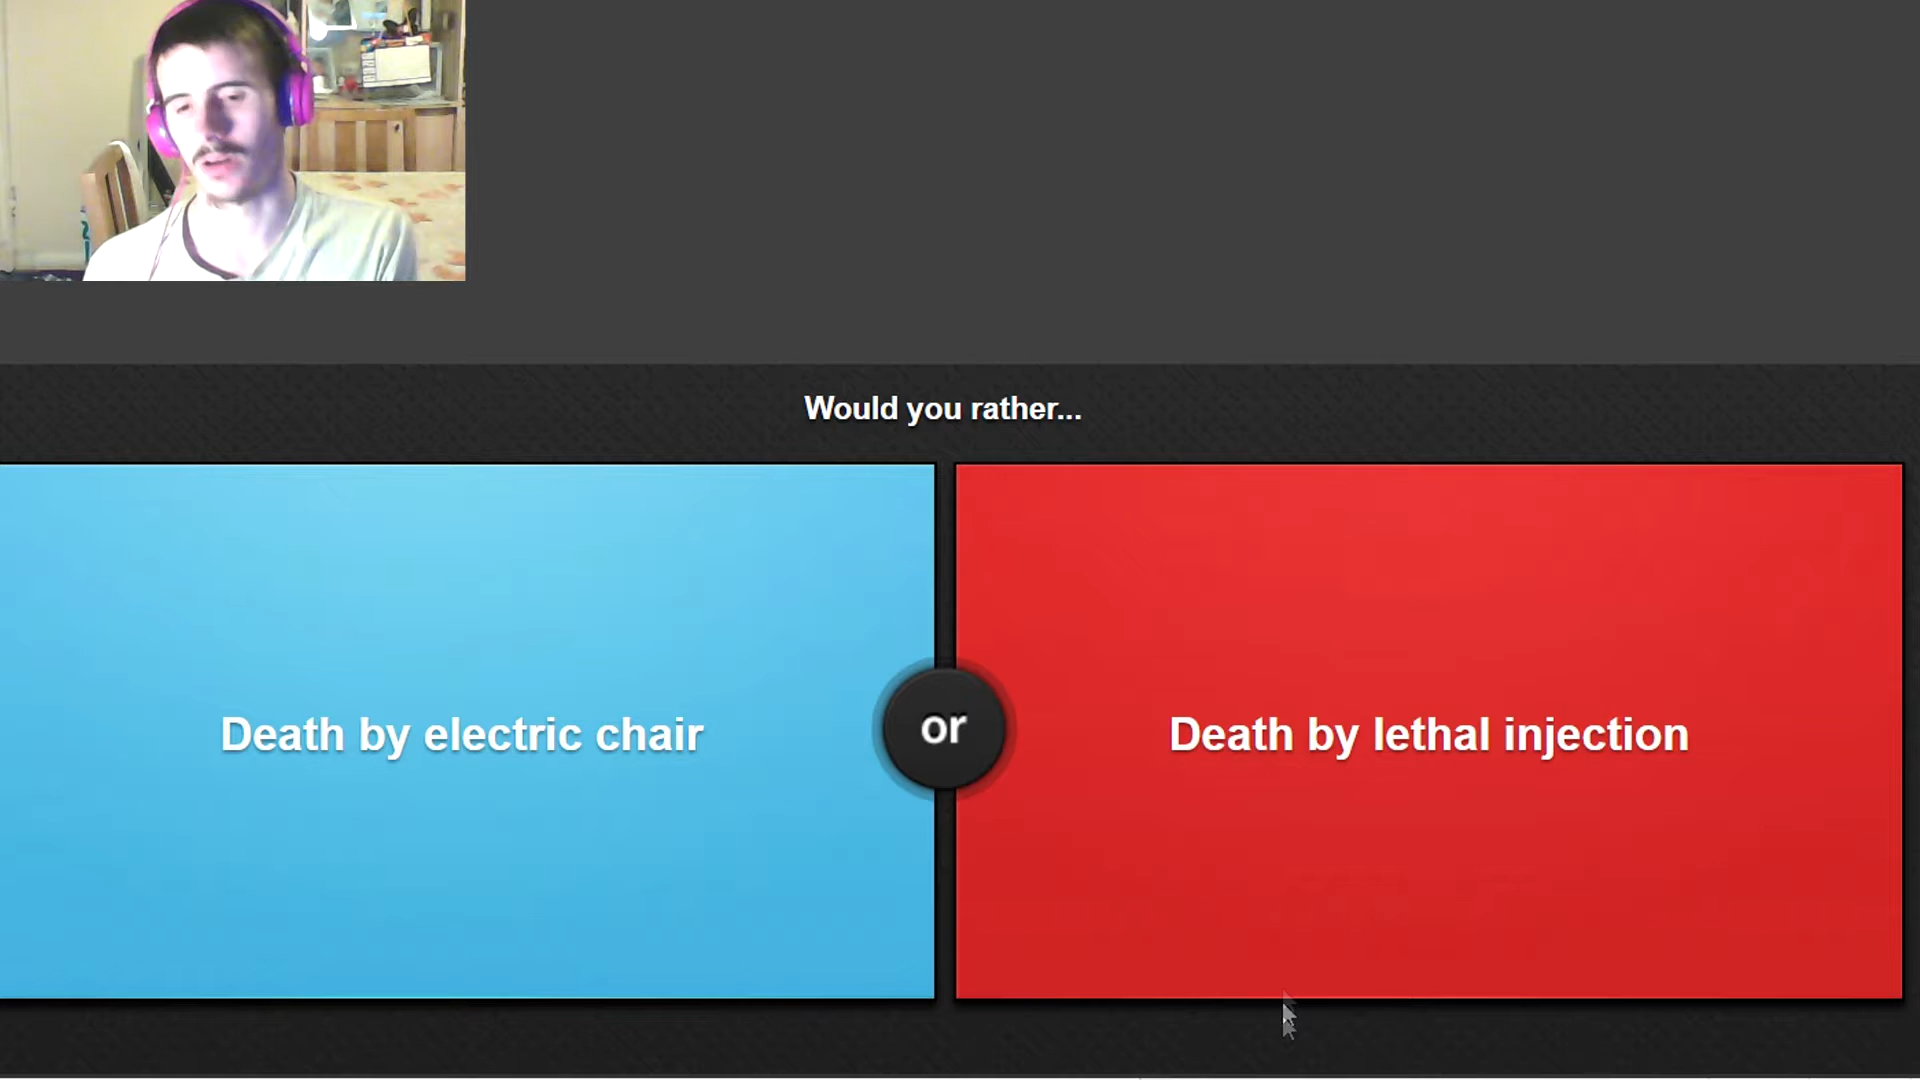 Would you rather...
Death by electric chair
or
Death by lethal injection